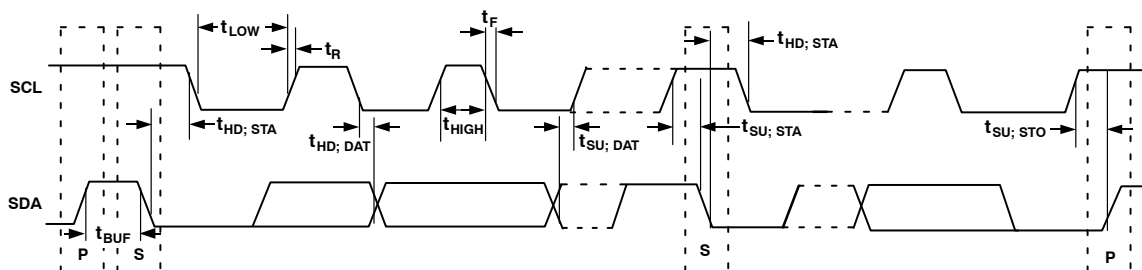 tLOW
tR
tF
tHD; STA
SCL
tHD; STA
tHD; DAT
tHIGH
tSU; DAT
tSU; STA
tSU; STO
SDA
tBUF
P
S
S
P